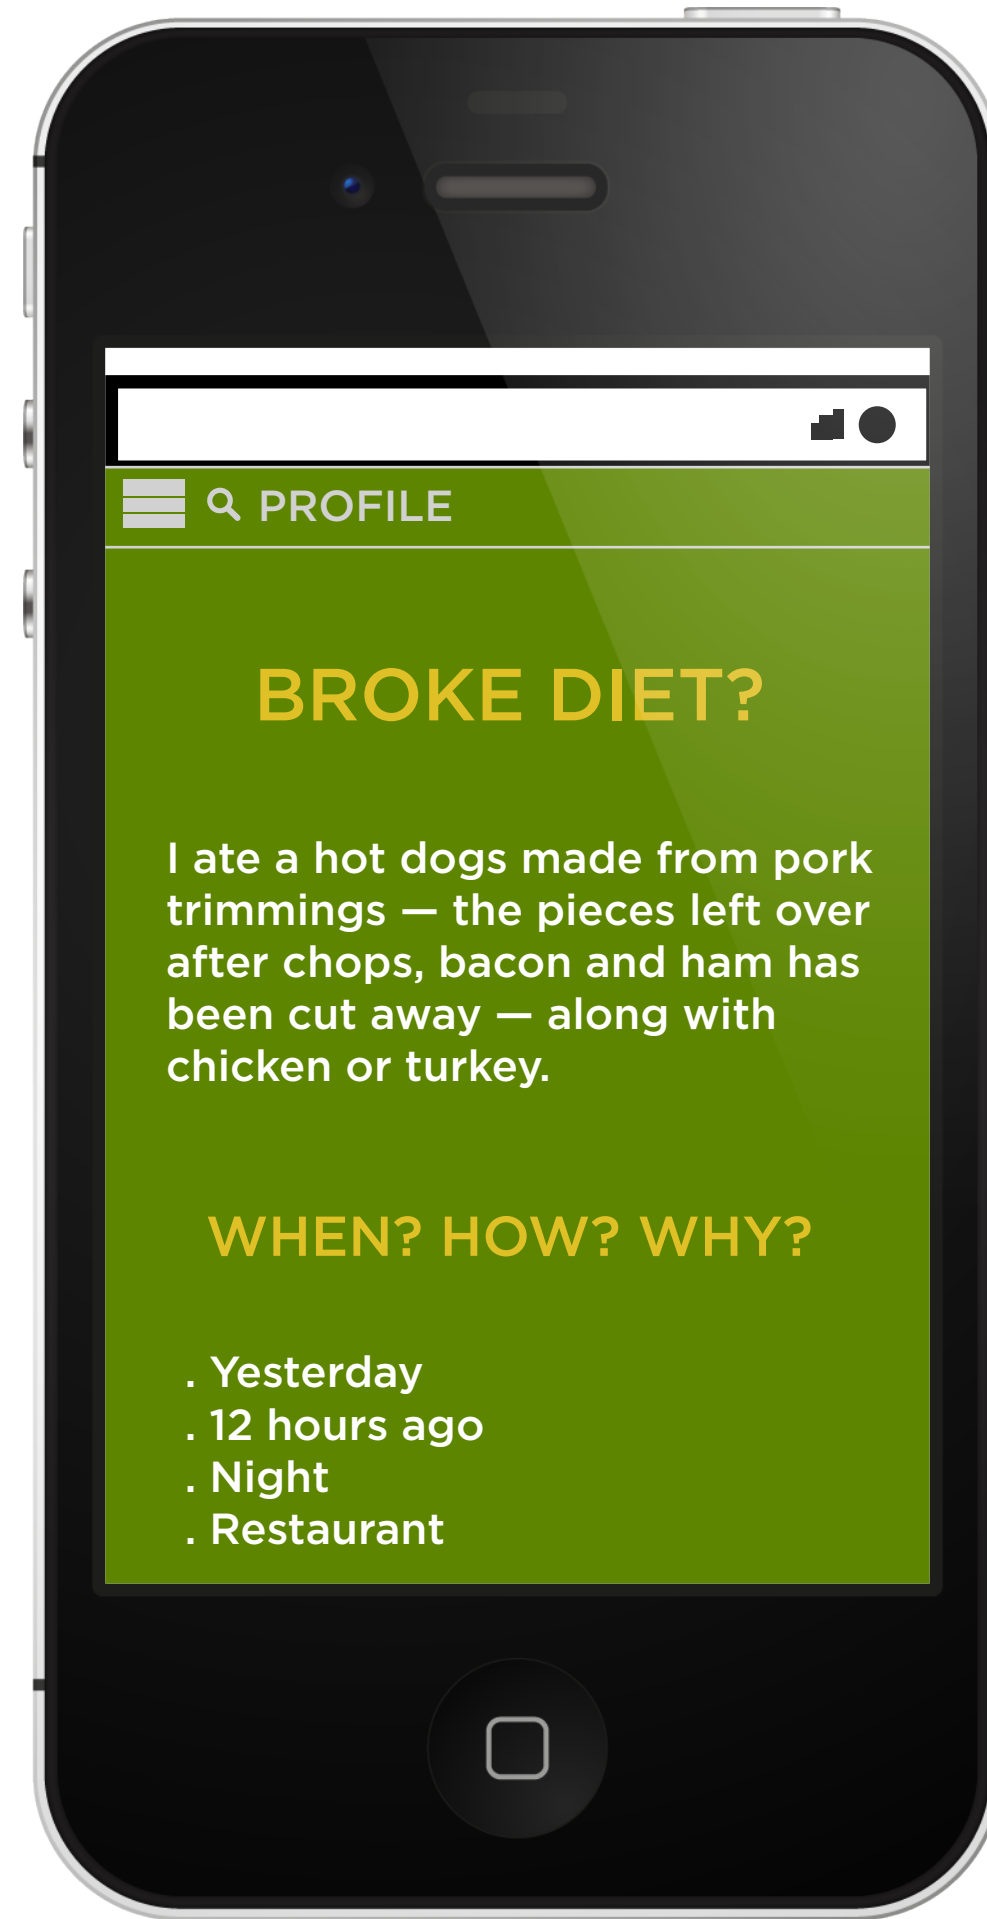 PROFILE
BROKE DIET?
I ate a hot dogs made from pork
trimmings — the pieces left over
after chops, bacon and ham has
been cut away — along with
chicken or turkey.
WHEN? HOW? WHY?
. Yesterday
. 12 hours ago
. Night
. Restaurant